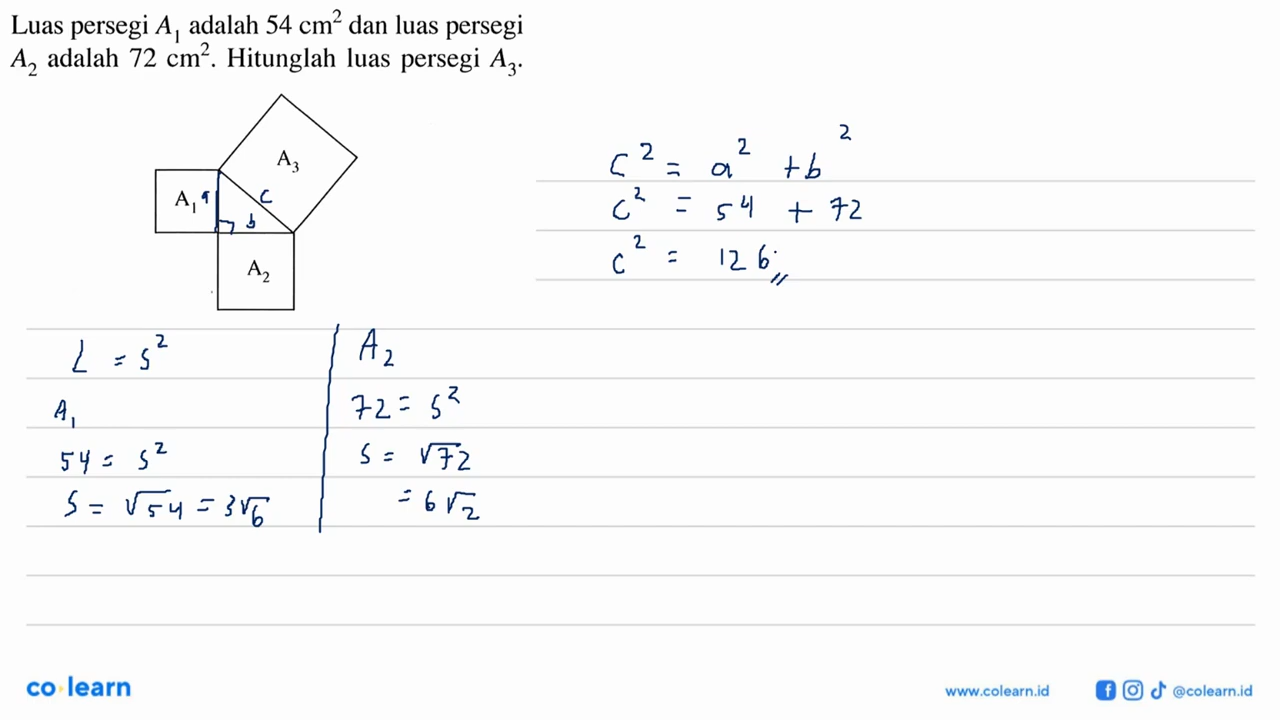 Luas persegi A₁ adalah 54 cm² dan luas persegi
A₂ adalah 72 cm². Hitunglah luas persegi A₃.
A₃
A₁ a
c
b
A₂
c² = a² + b²
c² = 54 + 72
c² = 126
L = s²
A₁
54 = s²
s = √54 = 3√6
A₂
72 = s²
s = √72
= 6√2
co learn
www.colearn.id
@colearn.id